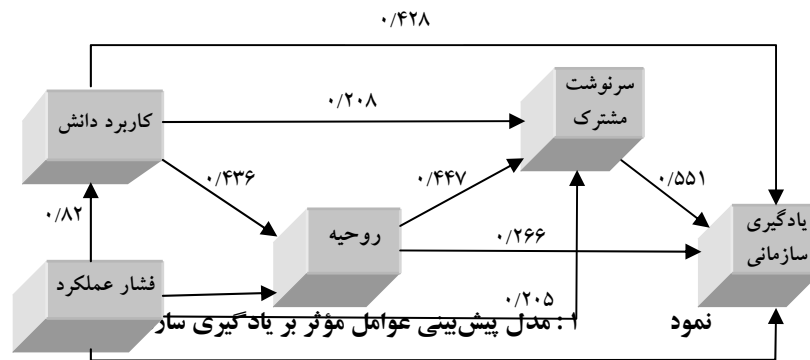 ۰/۴۲۸
سرنوشت
مشترک
کاربرد دانش
۰/۲۰۸
۰/۴۳۶
۰/۴۴۷
۰/۵۵۱
۰/۸۲
روحیه
۰/۲۶۶
یادگیری
سازمانی
فشار عملکرد
۰/۲۰۵
نمود ۱: مدل پیش‌بینی عوامل مؤثر بر یادگیری